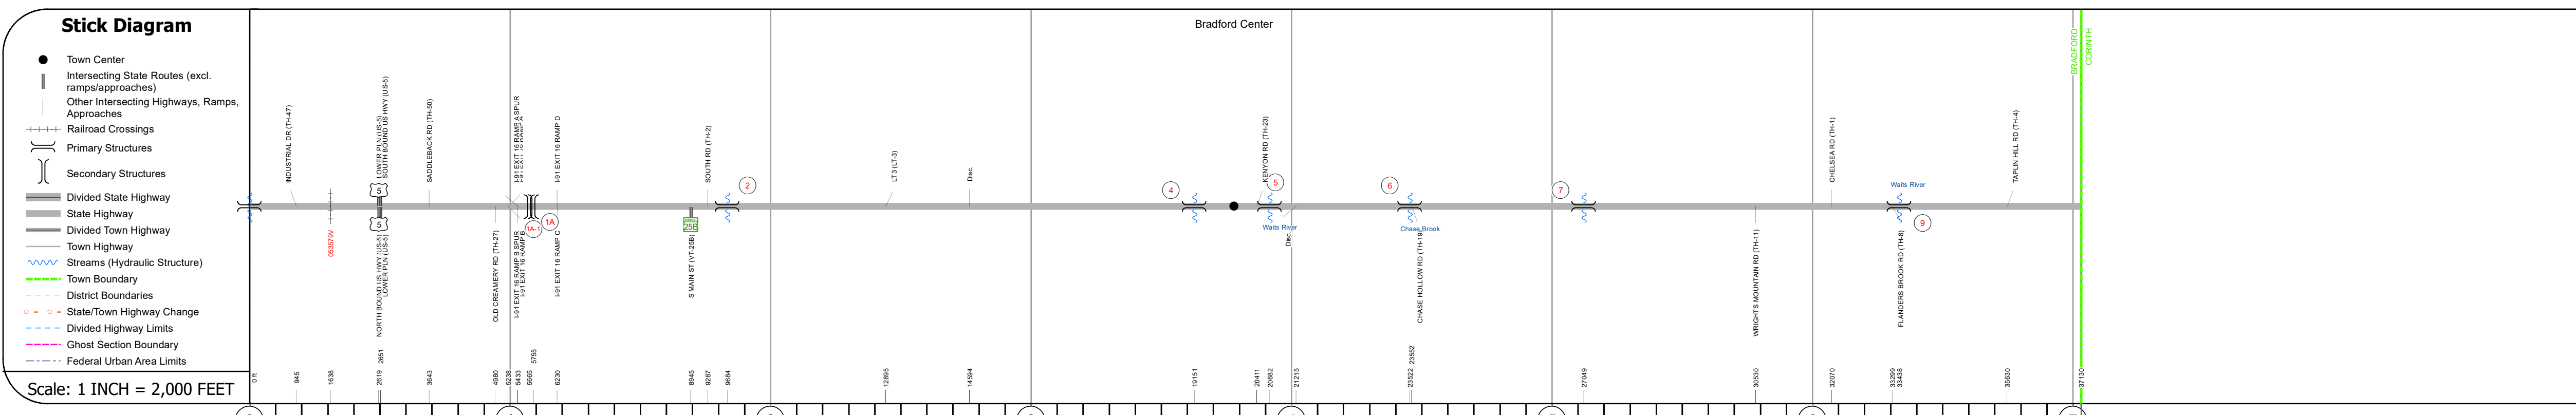 Stick Diagram
Town Center
Intersecting State Routes (excl.
ramps/approaches)
Other Intersecting Highways, Ramps,
Approaches
Railroad Crossings
Primary Structures
Secondary Structures
Divided State Highway
State Highway
Divided Town Highway
Town Highway
Streams (Hydraulic Structure)
Town Boundary
District Boundaries
State/Town Highway Change
Divided Highway Limits
Ghost Section Boundary
Federal Urban Area Limits
Scale: 1 INCH = 2,000 FEET
Bradford Center
BRADFORD
CORINTH
INDUSTRIAL DR (TH-47)
LOWER PLN (US-5)
SOUTH BOUND US HWY (US-5)
SADDLEBACK RD (TH-50)
I-91 EXIT 16 RAMP A SPUR
I-91 EXIT 16 RAMP A
I-91 EXIT 16 RAMP D
SOUTH RD (TH-2)
LT 3 (LT-3)
Disc.
KENYON RD (TH-23)
CHELSEA RD (TH-1)
TAPLIN HILL RD (TH-4)
5
2
4
5
6
7
Waits River
5
1A-1
1A
25B
Waits River
Chase Brook
9
053579V
NORTH BOUND US HWY (US-5)
LOWER PLN (US-5)
OLD CREAMERY RD (TH-27)
I-91 EXIT 16 RAMP B SPUR
I-91 EXIT 16 RAMP B
I-91 EXIT 16 RAMP C
S MAIN ST (VT-25B)
Disc.
CHASE HOLLOW RD (TH-19)
WRIGHTS MOUNTAIN RD (TH-11)
FLANDERS BROOK RD (TH-8)
0 ft
945
1638
2619
2651
3643
4980
5238
5433
5665
5755
6230
8945
9287
9684
12895
14594
19151
20411
20682
21215
23522
23552
27049
30530
32070
33299
33438
35630
37130